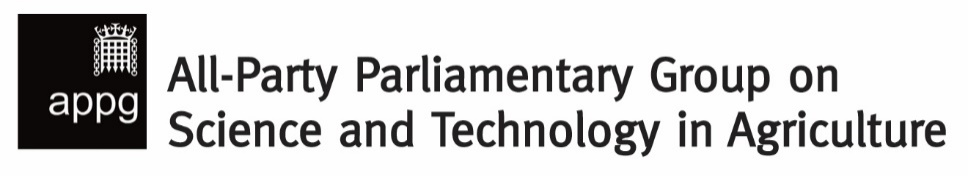 appg
All-Party Parliamentary Group on
Science and Technology in Agriculture